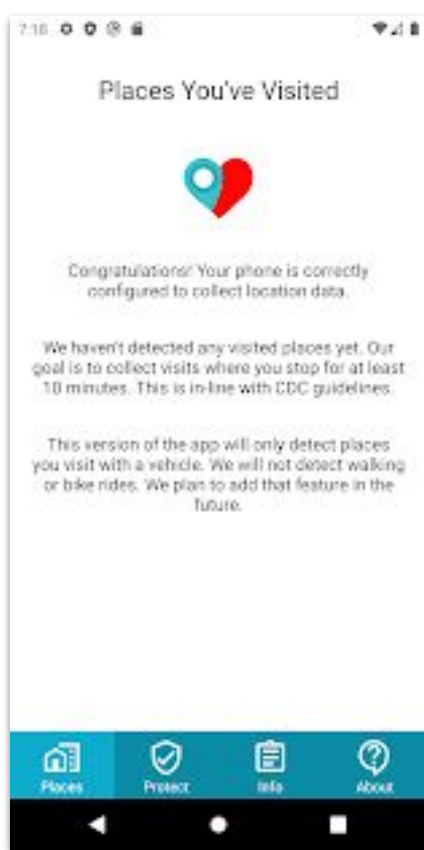 7:18
Places You've Visited
Congratulations! Your phone is correctly
configured to collect location data.
We haven't detected any visited places yet. Our
goal is to collect visits where you stop for at least
10 minutes. This is in-line with CDC guidelines.
This version of the app will only detect places
you visit with a vehicle. We will not detect walking
or bike rides. We plan to add that feature in the
future.
Places Protect Info About